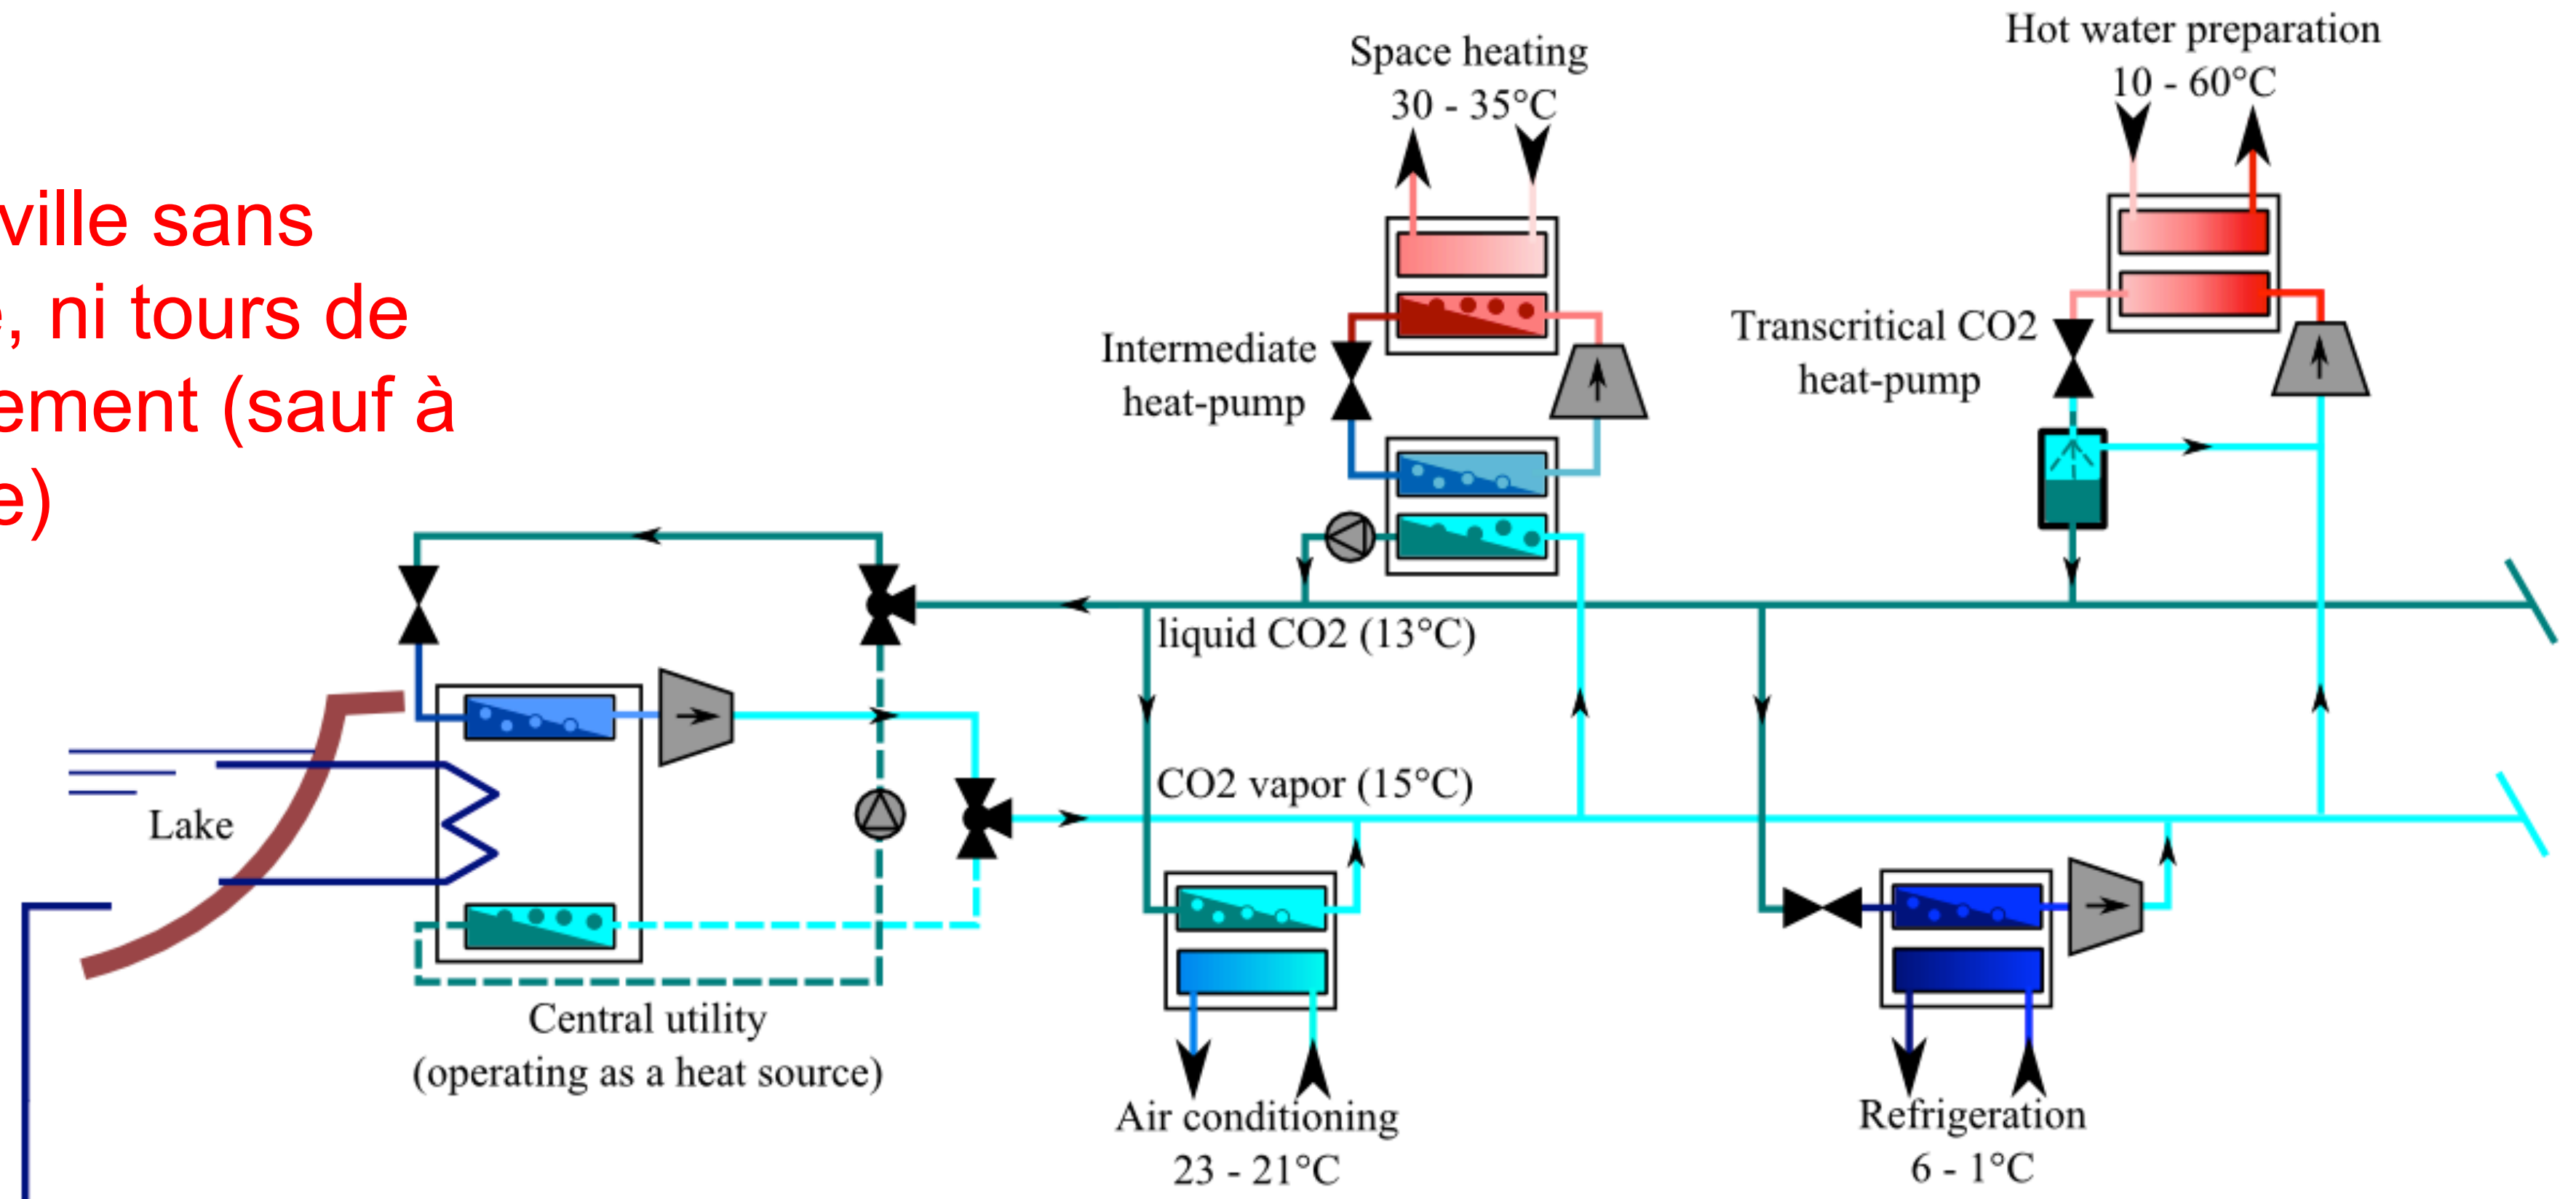 ville sans
, ni tours de
ement (sauf à
e)
Space heating
30 - 35°C
Hot water preparation
10 - 60°C
Intermediate
heat-pump
Transcritical CO2
heat-pump
liquid CO2 (13°C)
CO2 vapor (15°C)
Lake
Central utility
(operating as a heat source)
Air conditioning
23 - 21°C
Refrigeration
6 - 1°C